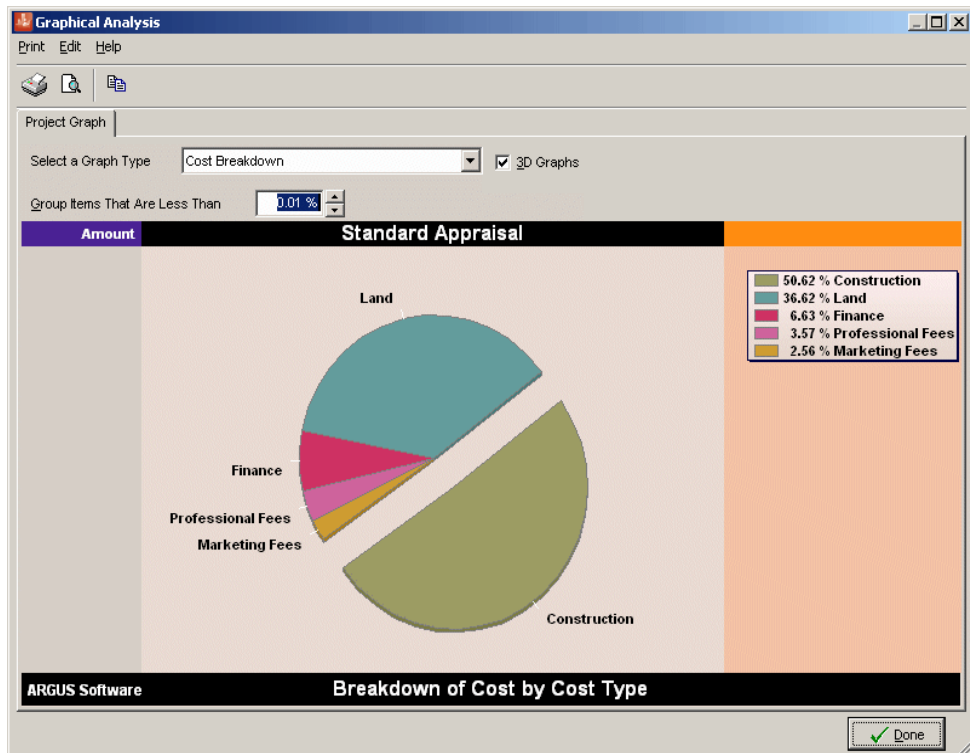 Graphical Analysis
Print Edit Help
Project Graph
Select a Graph Type Cost Breakdown 3D Graphs
Group Items That Are Less Than 0.01 %
Amount Standard Appraisal
50.62 % Construction
36.62 % Land
6.63 % Finance
3.57 % Professional Fees
2.56 % Marketing Fees
Land
Finance
Professional Fees
Marketing Fees
Construction
ARGUS Software Breakdown of Cost by Cost Type
Done